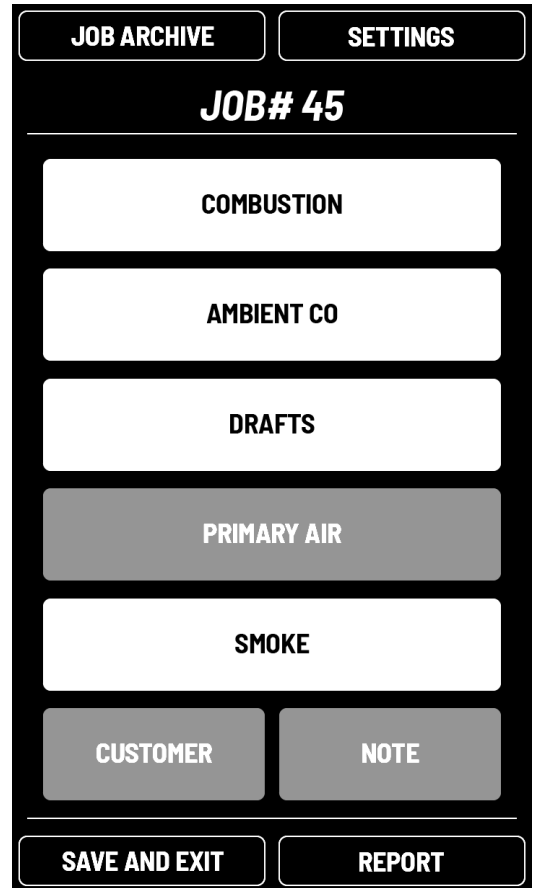 JOB ARCHIVE
SETTINGS
JOB# 45
COMBUSTION
AMBIENT CO
DRAFTS
PRIMARY AIR
SMOKE
CUSTOMER
NOTE
SAVE AND EXIT
REPORT